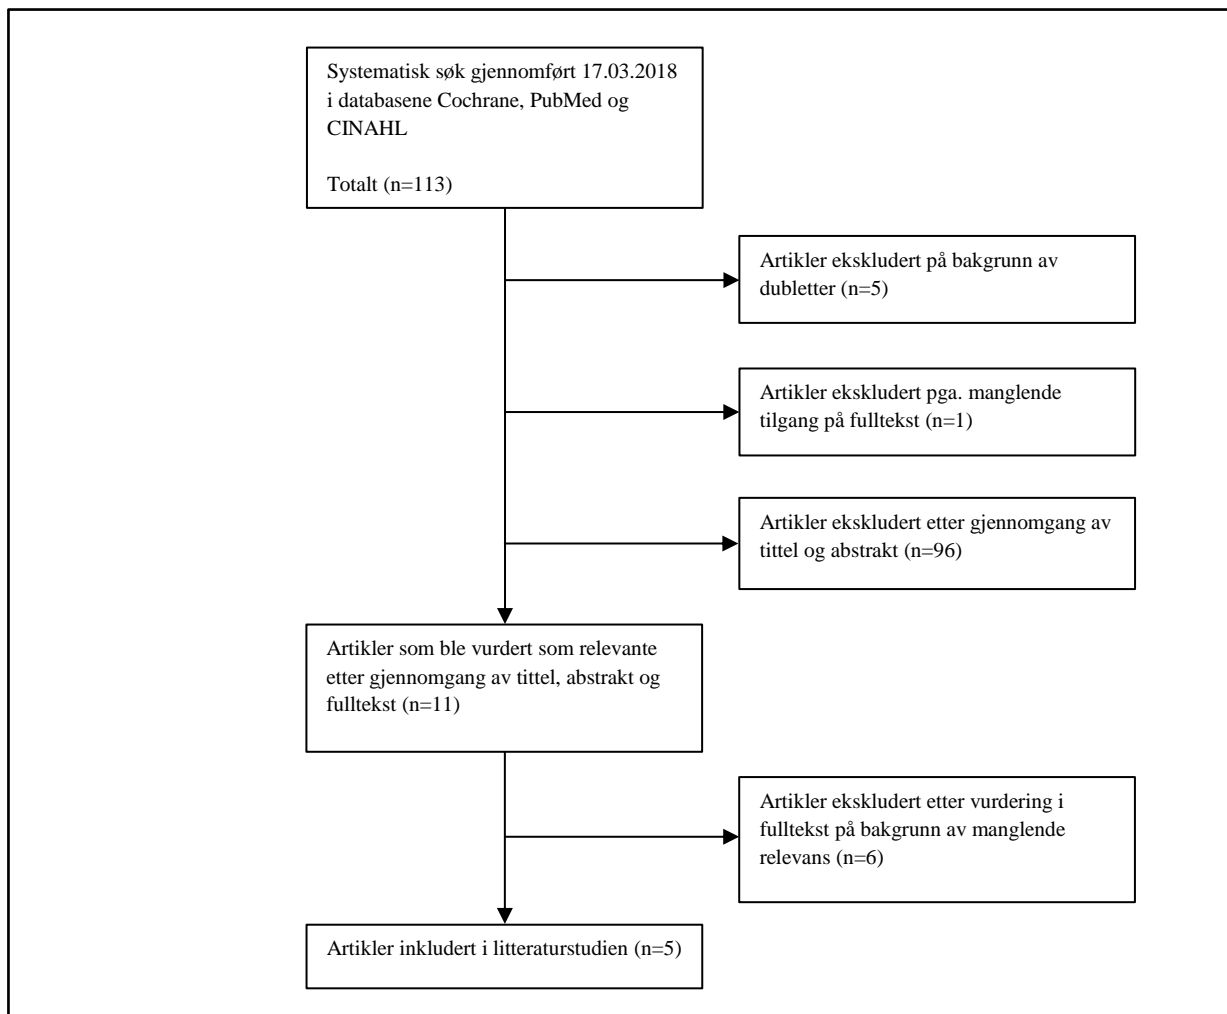 Systematisk søk gjennomført 17.03.2018
i databasene Cochrane, PubMed og
CINAHL
Totalt (n=113)
Artikler ekskludert på bakgrunn av
dubletter (n=5)
Artikler ekskludert pga. manglende
tilgang på fulltekst (n=1)
Artikler ekskludert etter gjennomgang av
tittel og abstrakt (n=96)
Artikler som ble vurdert som relevante
etter gjennomgang av tittel, abstrakt og
fulltekst (n=11)
Artikler ekskludert etter vurdering i
fulltekst på bakgrunn av manglende
relevans (n=6)
Artikler inkludert i litteraturstudien (n=5)